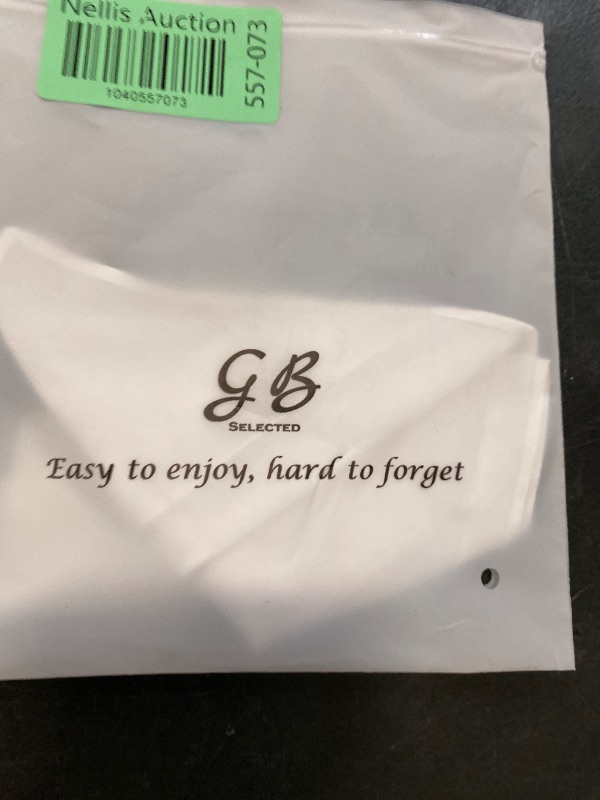 Nellis Auction
1040557073
557-073
GB
SELECTED
Easy to enjoy, hard to forget